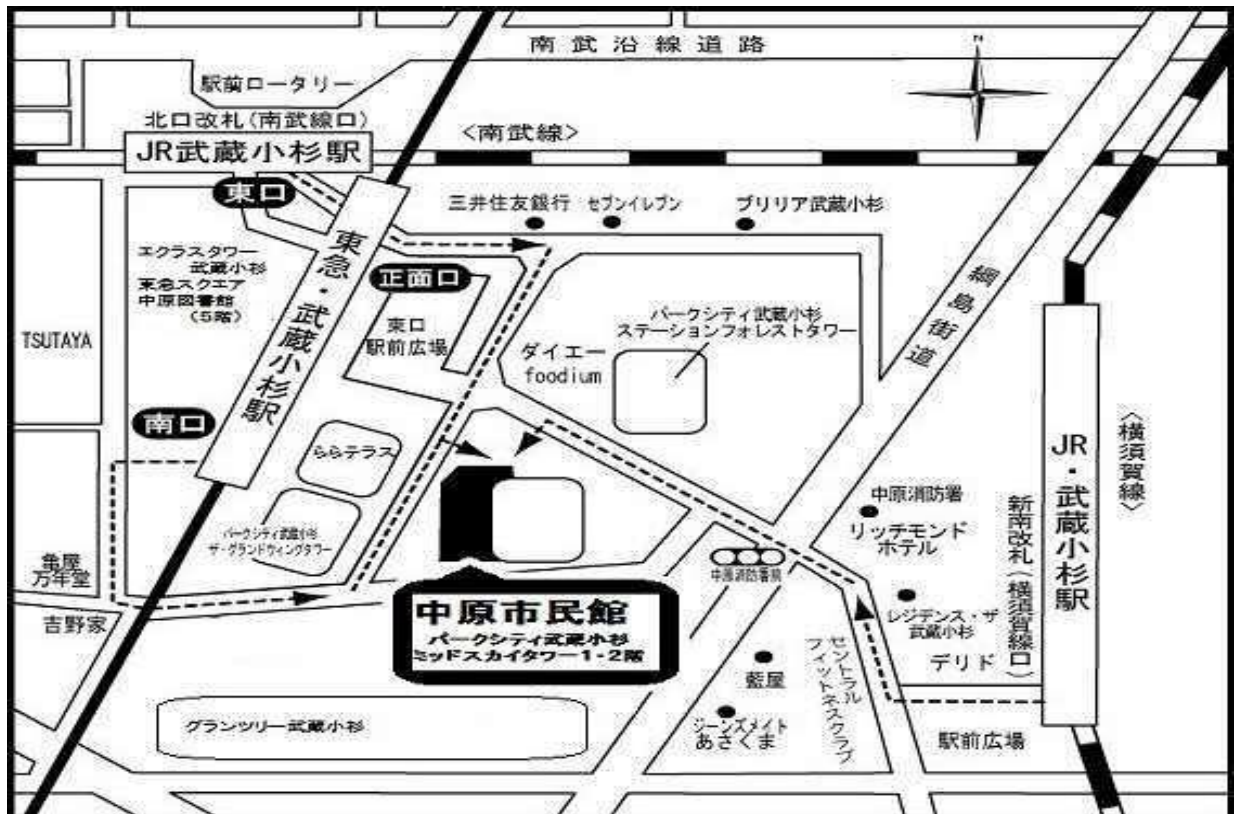 南武沿線道路
N
駅前ロータリー
北口改札(南武線口)
JR武蔵小杉駅
<南武線>
東口
三井住友銀行
セブンイレブン
ブリリア武蔵小杉
エクラスタワー
武蔵小杉
東急スクエア
中原図書館
(5階)
東急・武蔵小杉駅
正面口
東口
駅前広場
綱島街道
TSUTAYA
ダイエー
foodium
パークシティ武蔵小杉
ステーションフォレストタワー
南口
ららテラス
パークシティ武蔵小杉
ザ・グランドウィングタワー
JR・武蔵小杉駅
<横須賀線>
新南改札(横須賀線口)
中原消防署
リッチモンド
ホテル
中原消防署前
亀屋
万年堂
吉野家
中原市民館
パークシティ武蔵小杉
ミッドスカイタワー1・2階
レジデンス・ザ
武蔵小杉
デリド
セントラル
フィットネスクラブ
藍屋
ジーンズメイト
あさくま
グランツリー武蔵小杉
駅前広場